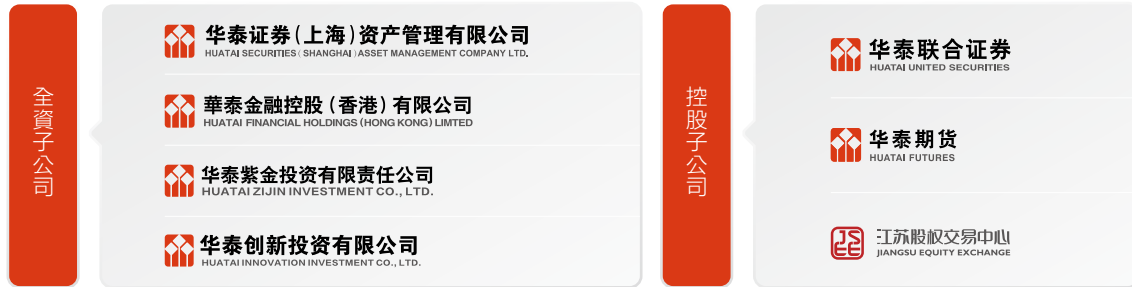 全資子公司
华泰证券(上海)资产管理有限公司
HUATAI SECURITIES (SHANGHAI) ASSET MANAGEMENT COMPANY LTD.
華泰金融控股(香港)有限公司
HUATAI FINANCIAL HOLDINGS (HONG KONG) LIMTED
华泰紫金投资有限责任公司
HUATAI ZIJIN INVESTMENT CO., LTD.
华泰创新投资有限公司
HUATAI INNOVATION INVESTMENT CO., LTD.
控股子公司
华泰联合证券
HUATAI UNITED SECURITIES
华泰期货
HUATAI FUTURES
JSEE
江苏股权交易中心
JIANGSU EQUITY EXCHANGE